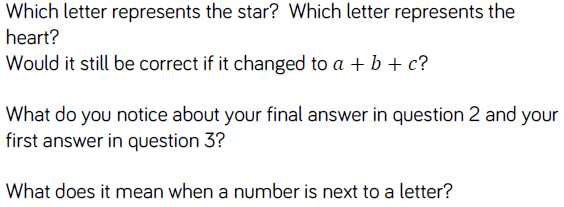 Which letter represents the star? Which letter represents the
heart?
Would it still be correct if it changed to a + b + c?
What do you notice about your final answer in question 2 and your
first answer in question 3?
What does it mean when a number is next to a letter?